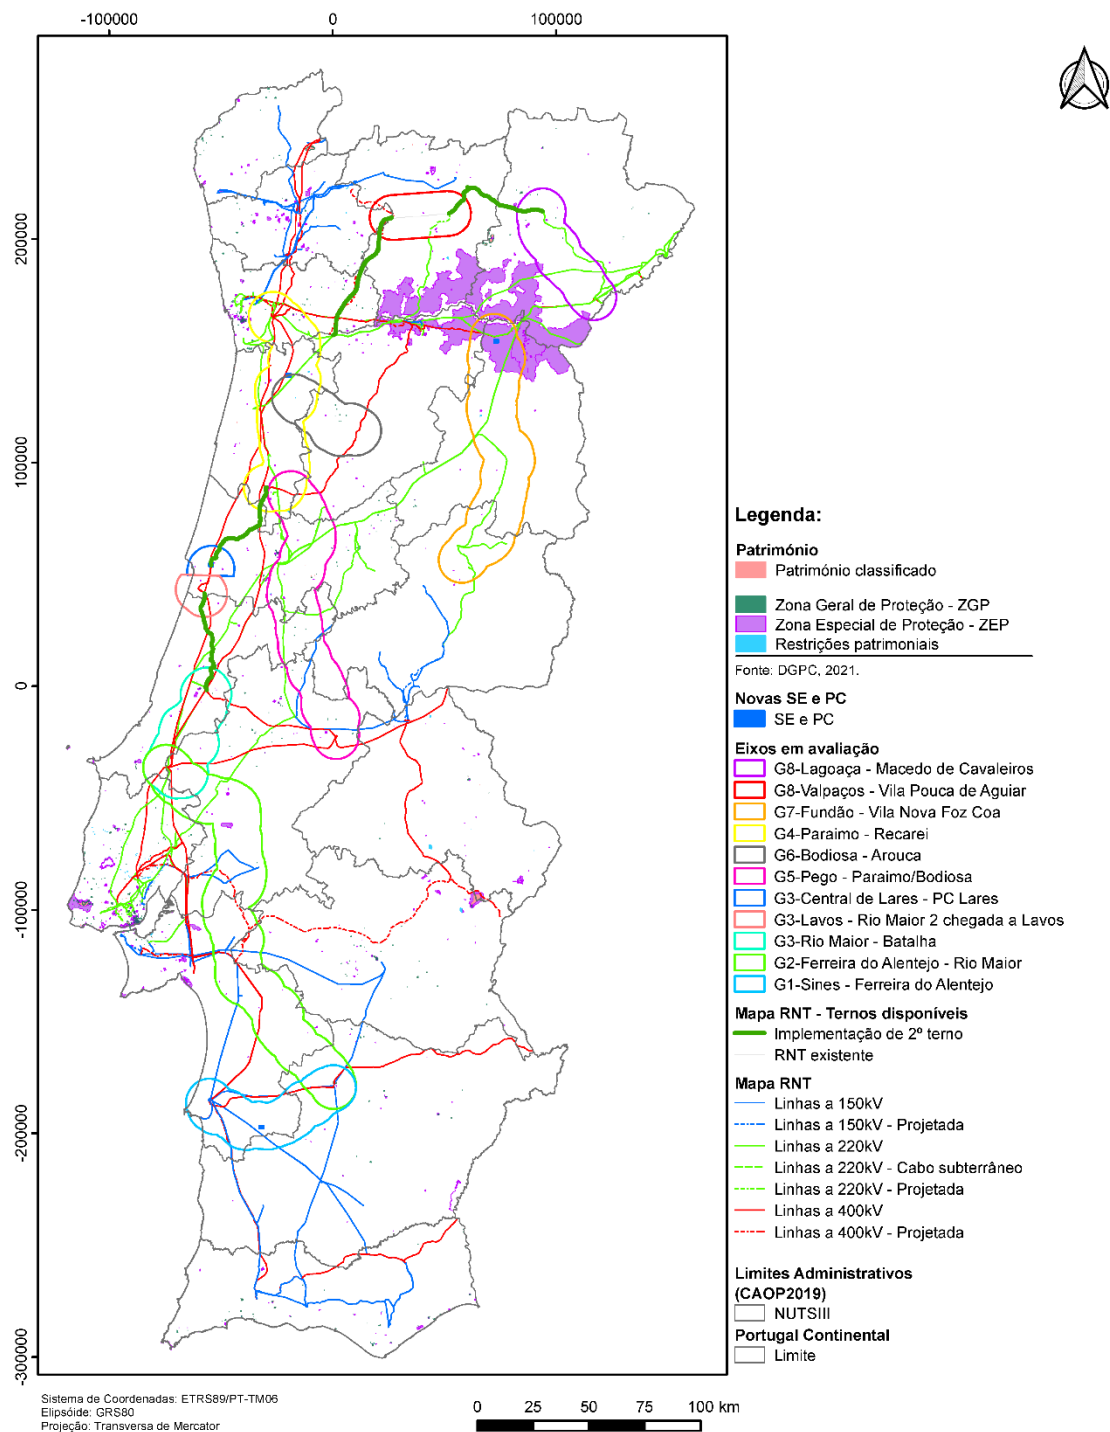 -100000
0
100000
200000
100000
0
-100000
-200000
-300000
Legenda:
Património
Património classificado
Zona Geral de Proteção - ZGP
Zona Especial de Proteção - ZEP
Restrições patrimoniais
Fonte: DGPC, 2021.
Novas SE e PC
SE e PC
Eixos em avaliação
G8-Lagoaça - Macedo de Cavaleiros
G8-Valpaços - Vila Pouca de Aguiar
G7-Fundão - Vila Nova Foz Coa
G4-Paraimo - Recarei
G6-Bodiosa - Arouca
G5-Pego - Paraimo/Bodiosa
G3-Central de Lares - PC Lares
G3-Lavos - Rio Maior 2 chegada a Lavos
G3-Rio Maior - Batalha
G2-Ferreira do Alentejo - Rio Maior
G1-Sines - Ferreira do Alentejo
Mapa RNT - Ternos disponíveis
Implementação de 2º terno
RNT existente
Mapa RNT
Linhas a 150kV
Linhas a 150kV - Projetada
Linhas a 220kV
Linhas a 220kV - Cabo subterrâneo
Linhas a 220kV - Projetada
Linhas a 400kV
Linhas a 400kV - Projetada
Limites Administrativos
(CAOP2019)
NUTSIII
Portugal Continental
Limite
Sistema de Coordenadas: ETRS89/PT-TM06
Elipsóide: GRS80
Projeção: Transversa de Mercator
0 25 50 75 100 km